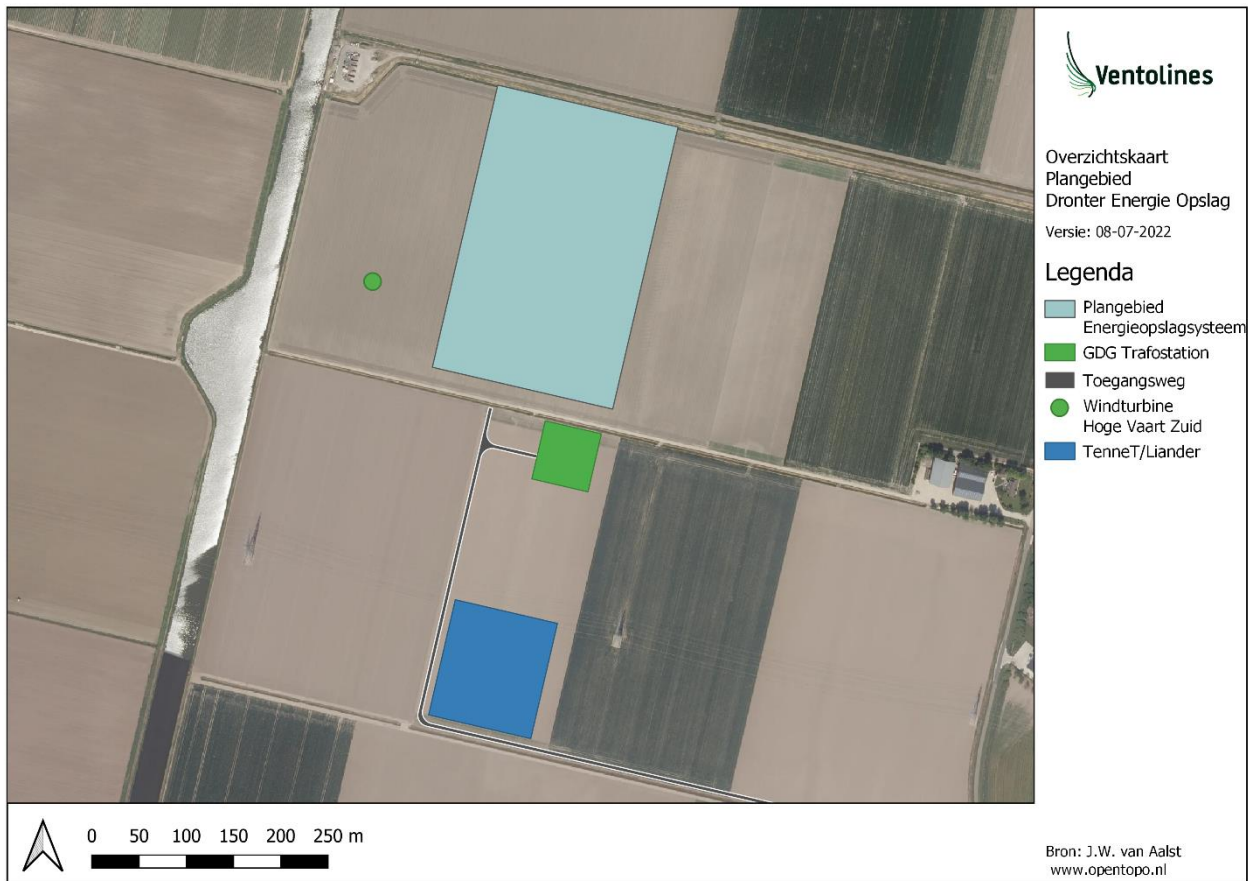 Ventolines
Overzichtskaart
Plangebied
Dronter Energie Opslag
Versie: 08-07-2022
Legenda
Plangebied
Energieopslagsysteem
GDG Trafostation
Toegangsweg
Windturbine
Hoge Vaart Zuid
TenneT/Liander
0 50 100 150 200 250 m
Bron: J.W. van Aalst
www.opentopo.nl